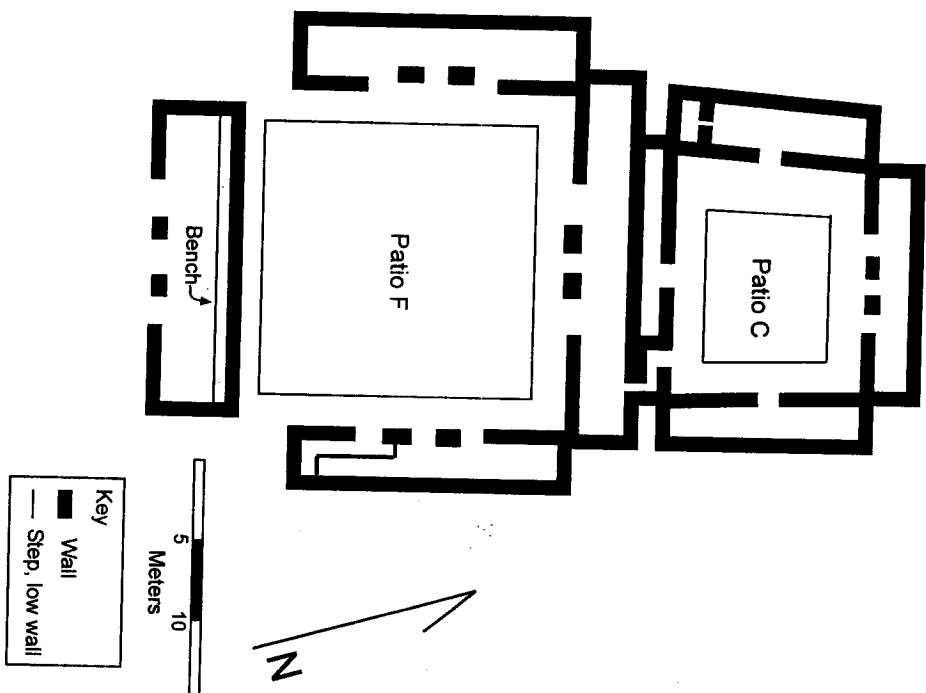 Patio C
Patio F
Bench
5
10
Meters
N
Key
Wall
Step, low wall